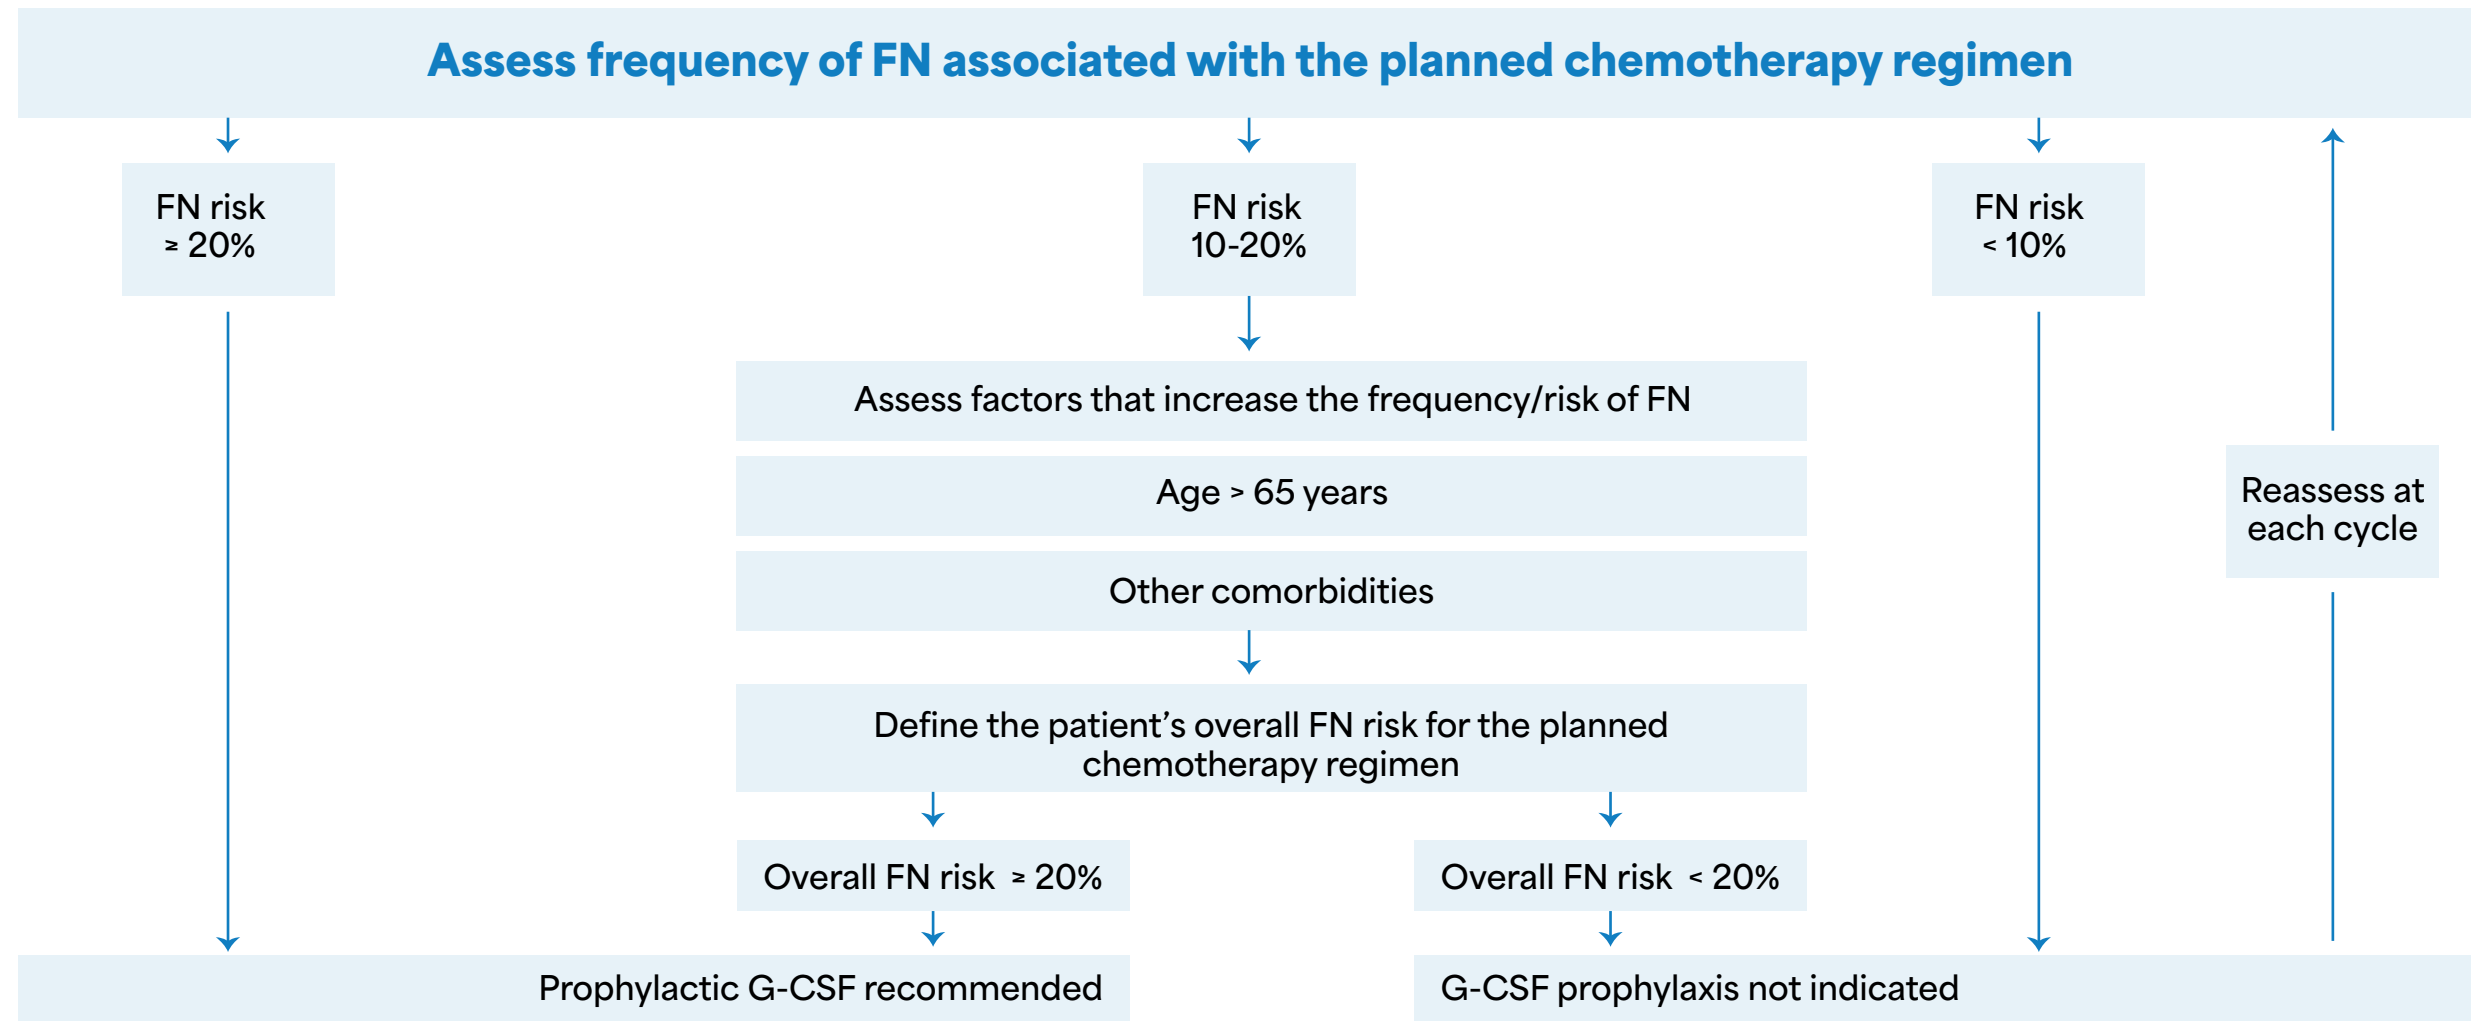 Assess frequency of FN associated with the planned chemotherapy regimen
FN risk
≥ 20%
FN risk
10-20%
FN risk
< 10%
Assess factors that increase the frequency/risk of FN
Age > 65 years
Other comorbidities
Reassess at
each cycle
Define the patient’s overall FN risk for the planned
chemotherapy regimen
Overall FN risk ≥ 20%
Overall FN risk < 20%
Prophylactic G-CSF recommended
G-CSF prophylaxis not indicated